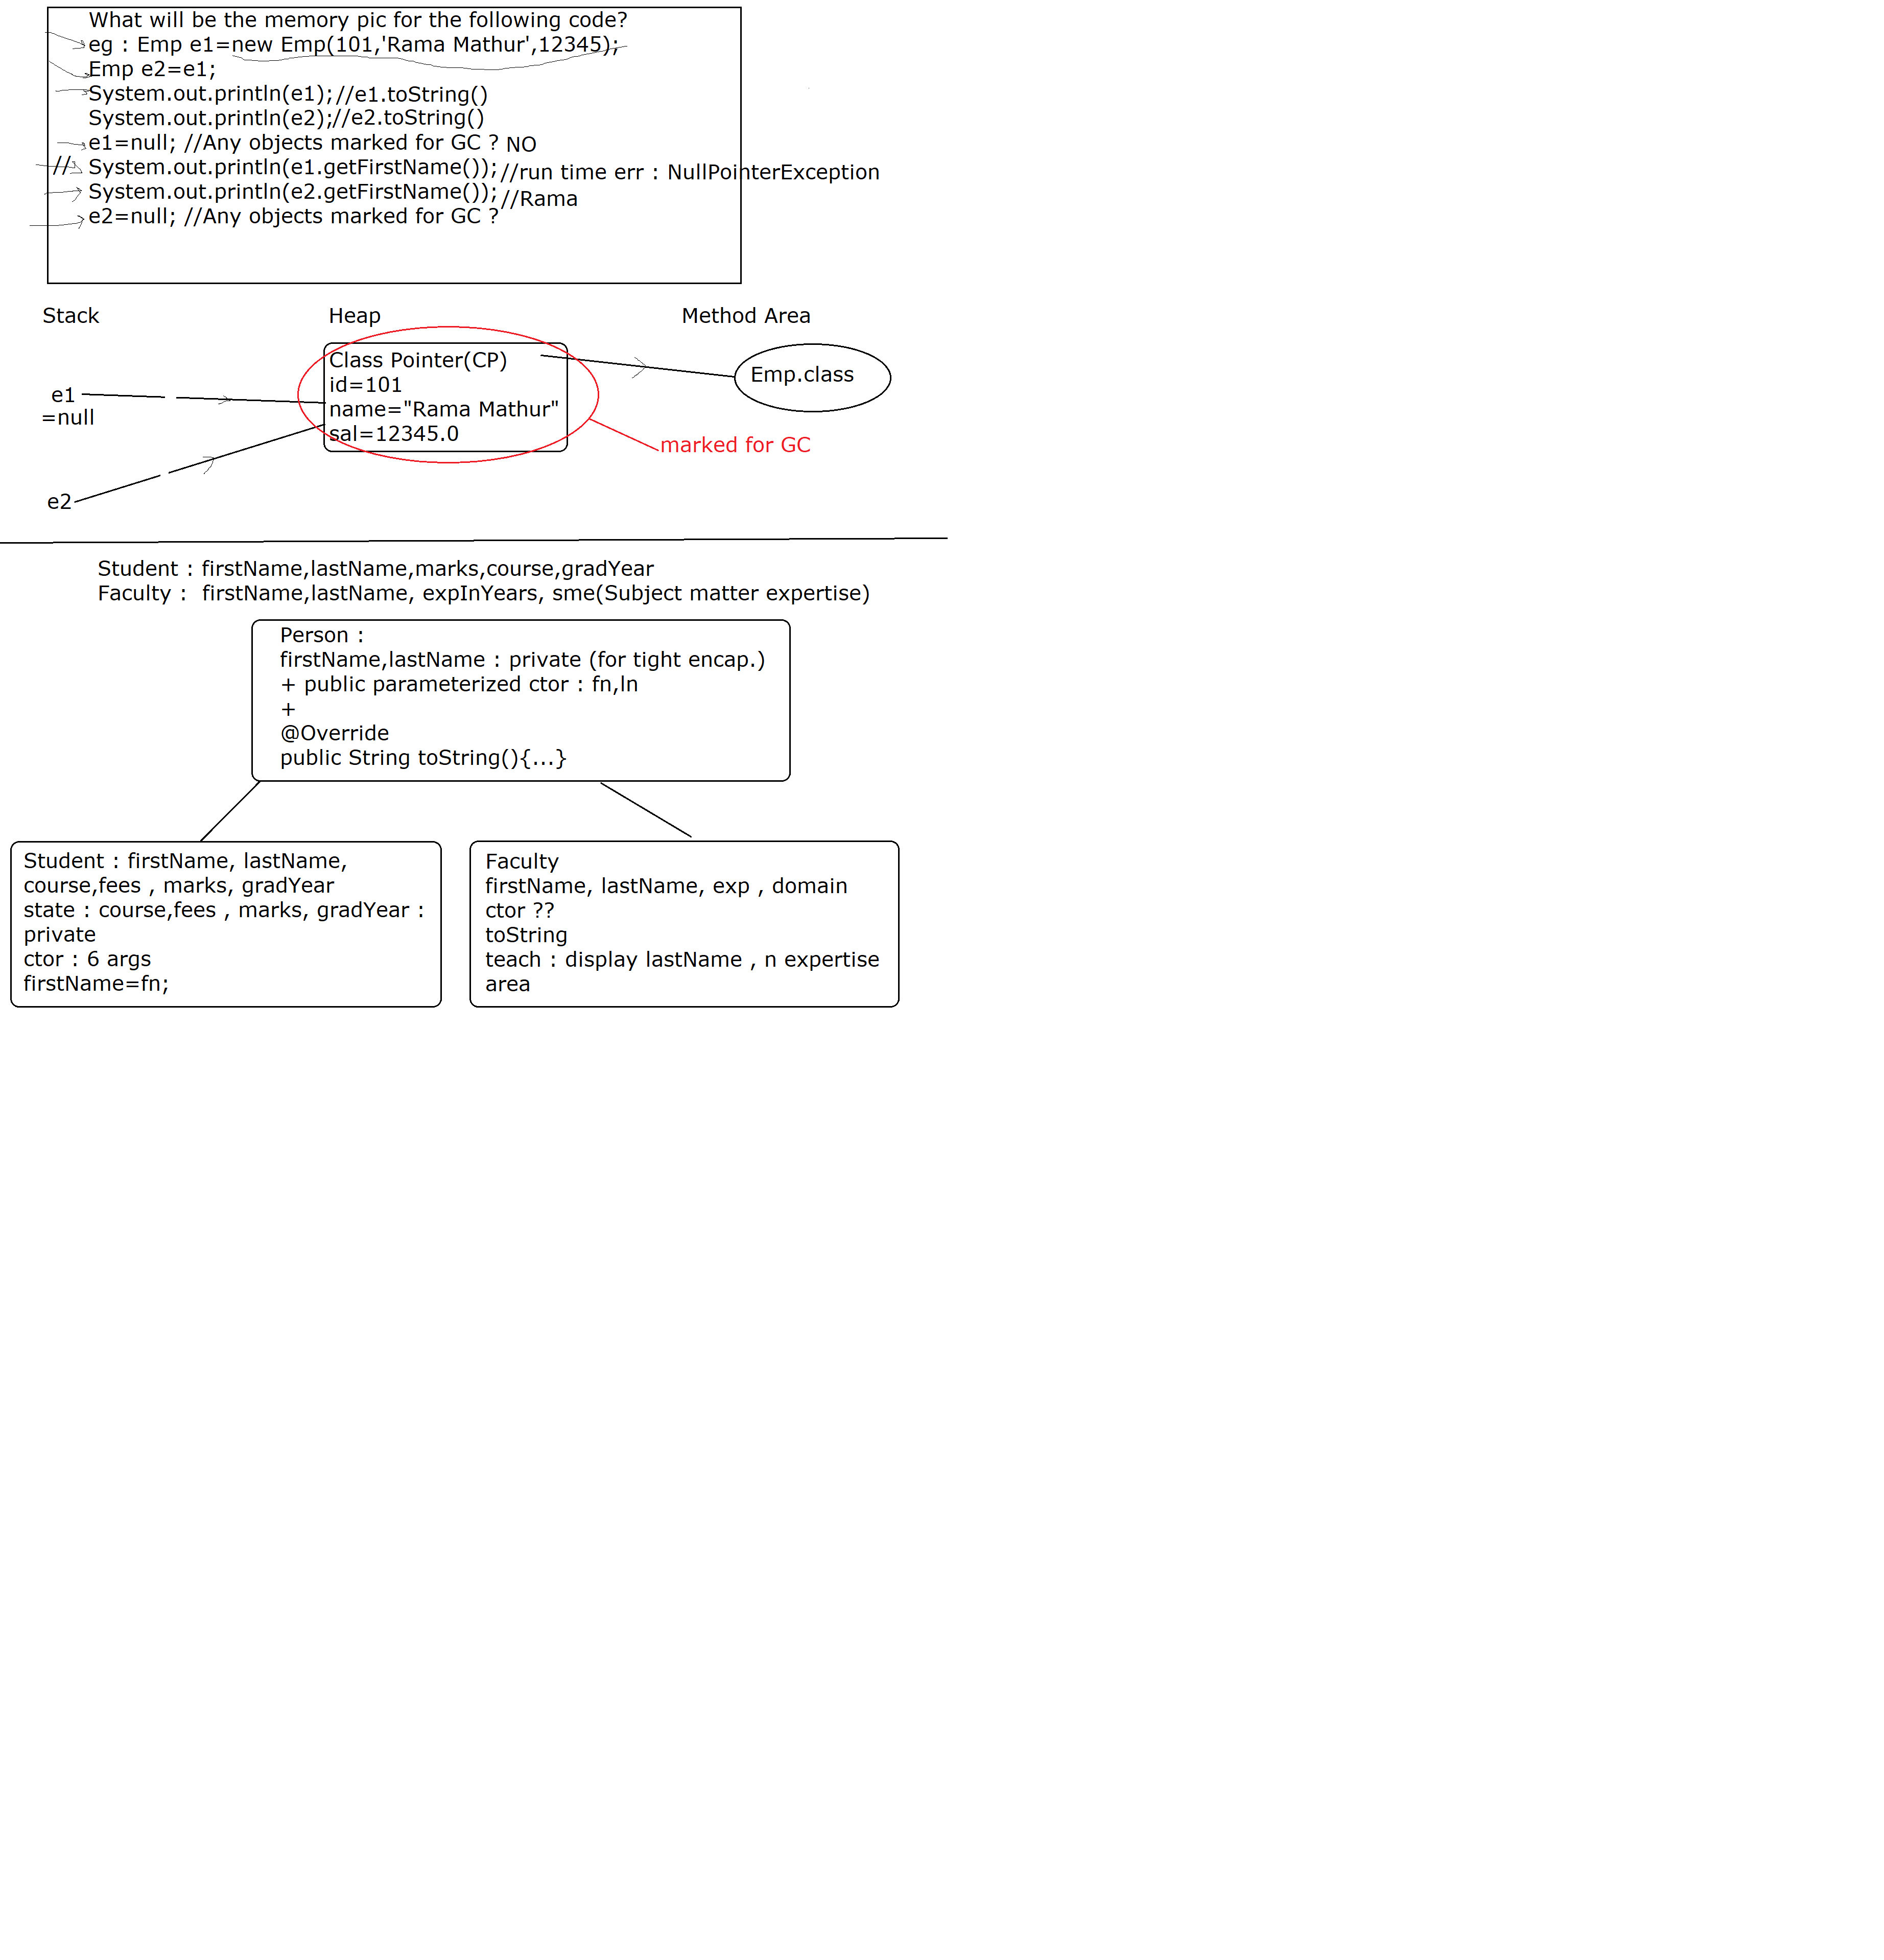 What will be the memory pic for the following code?
eg : Emp e1=new Emp(101,'Rama Mathur',12345);
Emp e2=e1;
System.out.println(e1);//e1.toString()
System.out.println(e2);//e2.toString()
e1=null; //Any objects marked for GC ? NO
// System.out.println(e1.getFirstName()); //run time err : NullPointerException
System.out.println(e2.getFirstName()); //Rama
e2=null; //Any objects marked for GC ?
Stack Heap Method Area
Class Pointer(CP)
id=101
name="Rama Mathur"
sal=12345.0
Emp.class
e1
=null
marked for GC
e2
Student : firstName,lastName,marks,course,gradYear
Faculty :  firstName,lastName, expInYears, sme(Subject matter expertise)
Person :
firstName,lastName : private (for tight encap.)
+ public parameterized ctor : fn,ln
+
@Override
public String toString(){...}
Student : firstName, lastName,
course,fees , marks, gradYear
state : course,fees , marks, gradYear :
private
ctor : 6 args
firstName=fn;
Faculty
firstName, lastName, exp , domain
ctor ??
toString
teach : display lastName , n expertise
area